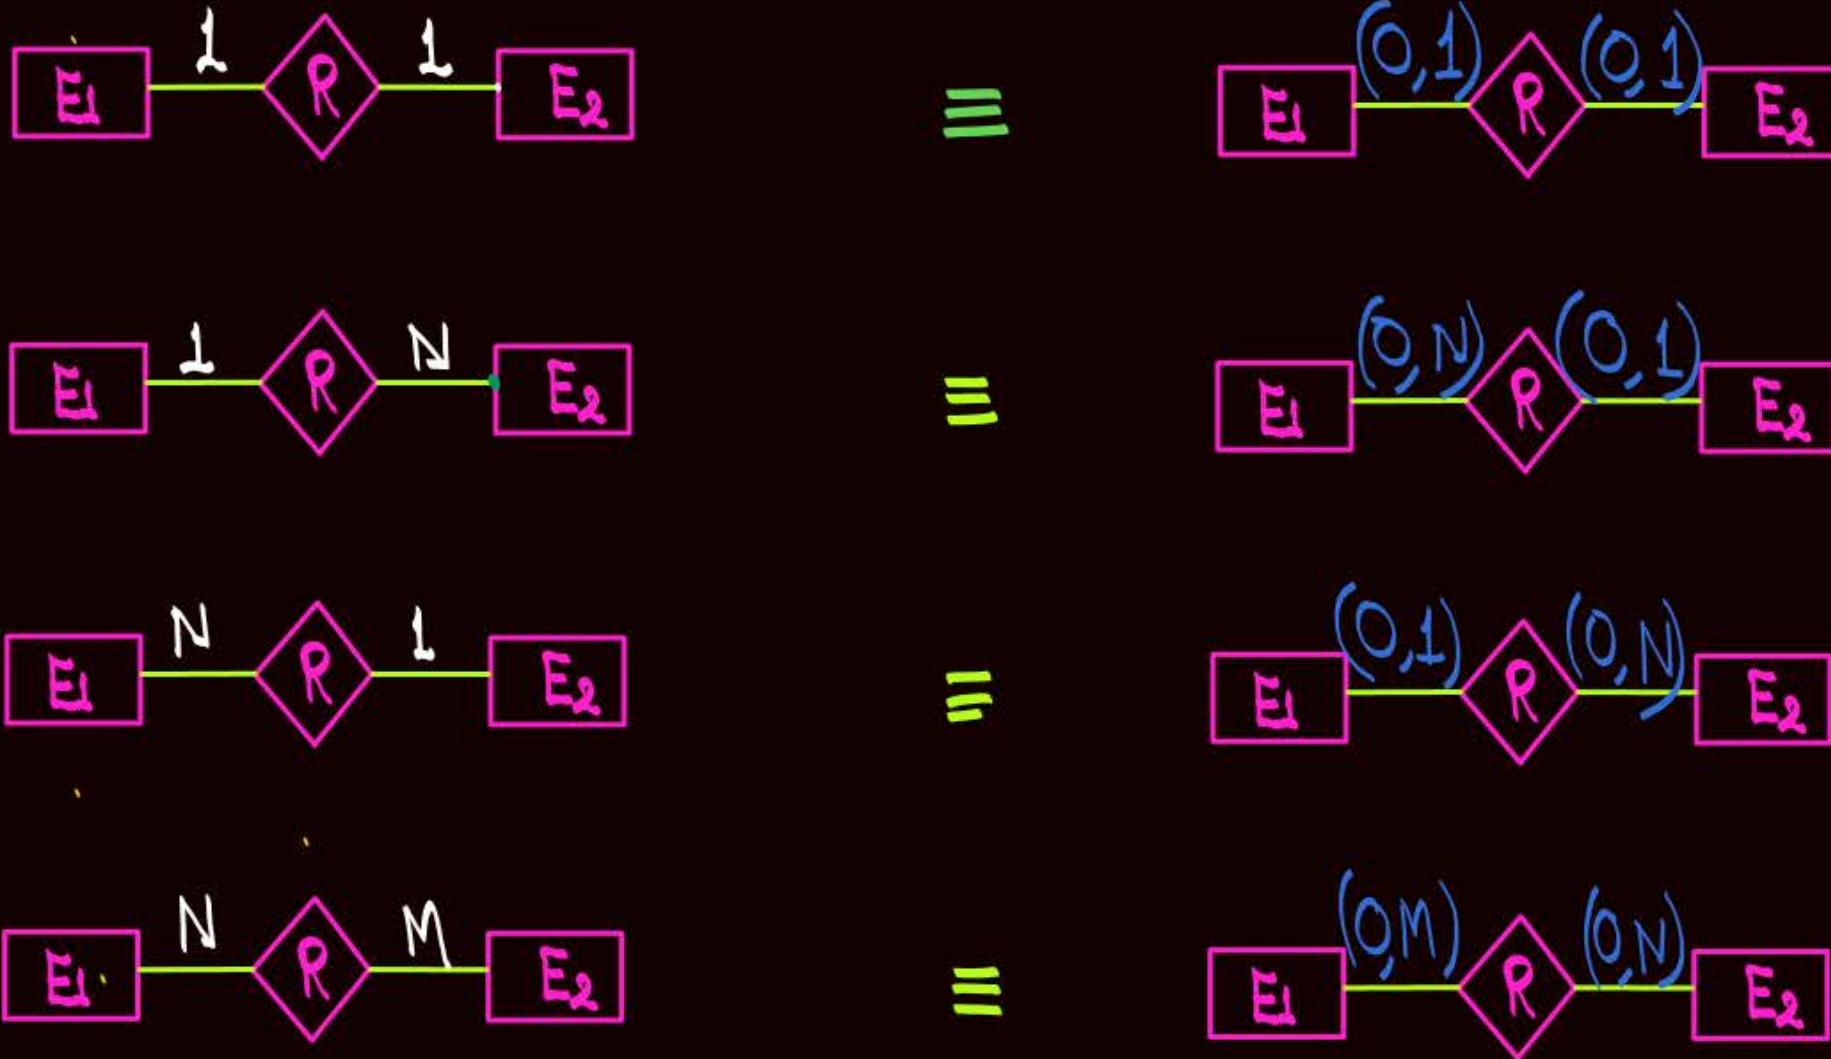 E1 1 R 1 E2 ≡ E1 (0,1) R (0,1) E2
E1 1 R N E2 ≡ E1 (0,N) R (0,1) E2
E1 N R 1 E2 ≡ E1 (0,1) R (0,N) E2
E1 N R M E2 ≡ E1 (0,M) R (0,N) E2